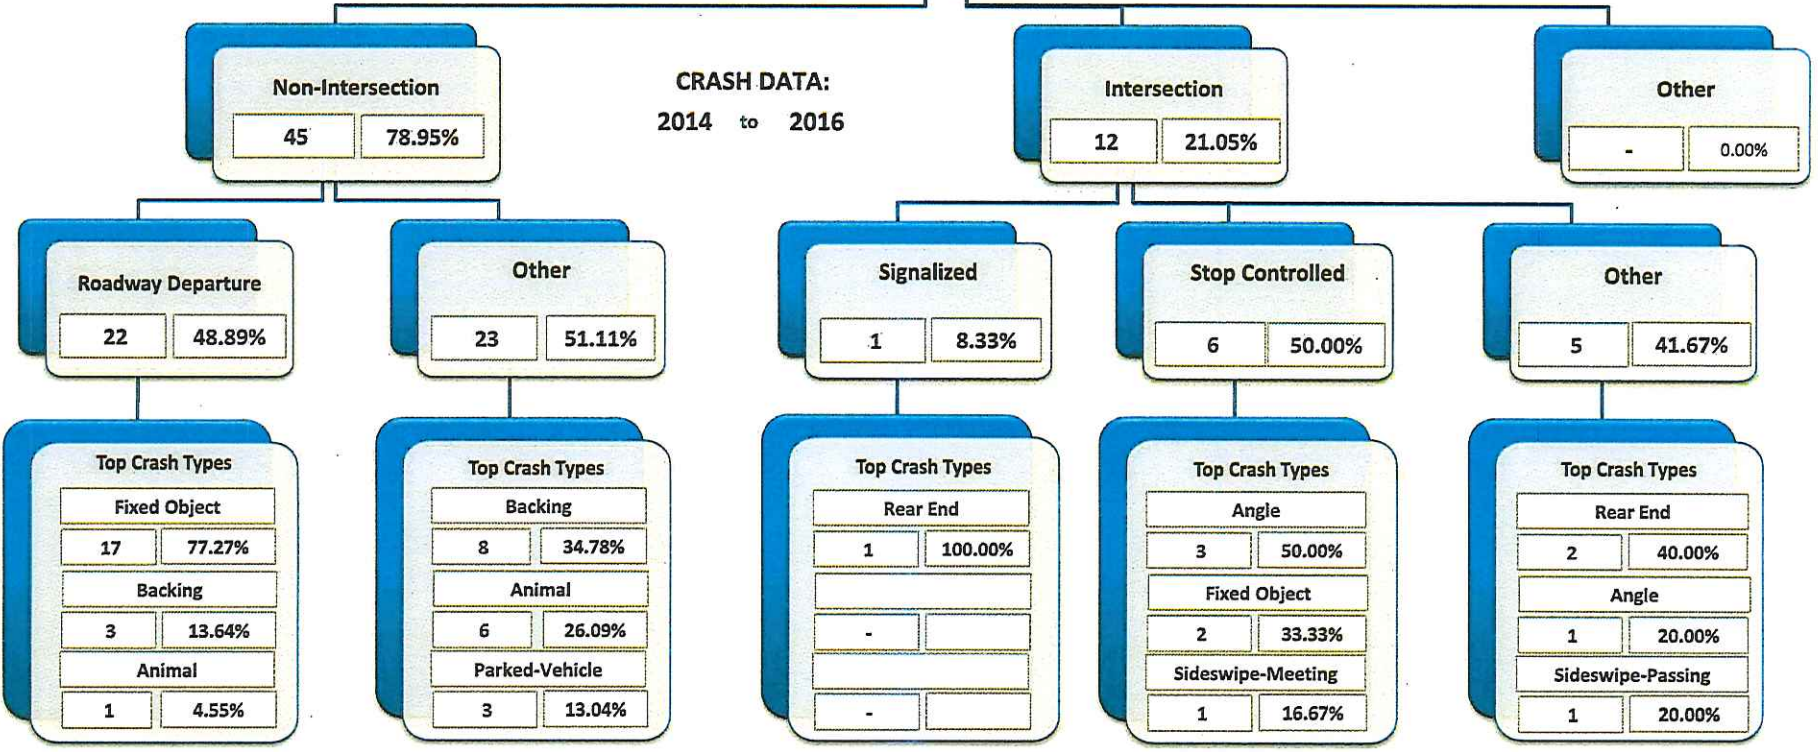 CRASH DATA:
2014 to 2016
Non-Intersection
45 78.95%
Intersection
12 21.05%
Other
- 0.00%
Roadway Departure
22 48.89%
Other
23 51.11%
Signalized
1 8.33%
Stop Controlled
6 50.00%
Other
5 41.67%
Top Crash Types
Fixed Object
17 77.27%
Backing
3 13.64%
Animal
1 4.55%
Top Crash Types
Backing
8 34.78%
Animal
6 26.09%
Parked-Vehicle
3 13.04%
Top Crash Types
Rear End
1 100.00%
-
-
Top Crash Types
Angle
3 50.00%
Fixed Object
2 33.33%
Sideswipe-Meeting
1 16.67%
Top Crash Types
Rear End
2 40.00%
Angle
1 20.00%
Sideswipe-Passing
1 20.00%